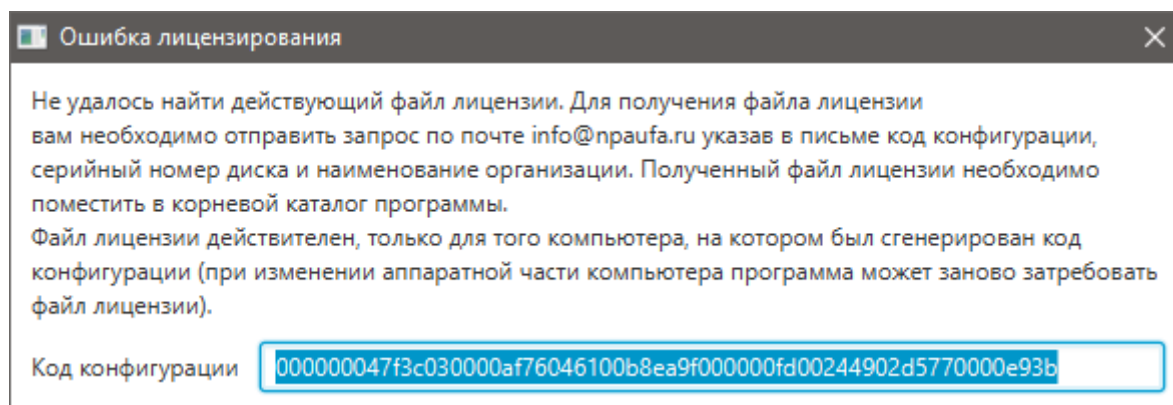 Ошибка лицензирования
Не удалось найти действующий файл лицензии. Для получения файла лицензии
вам необходимо отправить запрос по почте info@npaufa.ru указав в письме код конфигурации,
серийный номер диска и наименование организации. Полученный файл лицензии необходимо
поместить в корневой каталог программы.
Файл лицензии действителен, только для того компьютера, на котором был сгенерирован код
конфигурации (при изменении аппаратной части компьютера программа может заново затребовать
файл лицензии).
Код конфигурации 000000047f3c030000af76046100b8ea9f000000fd00244902d5770000e93b